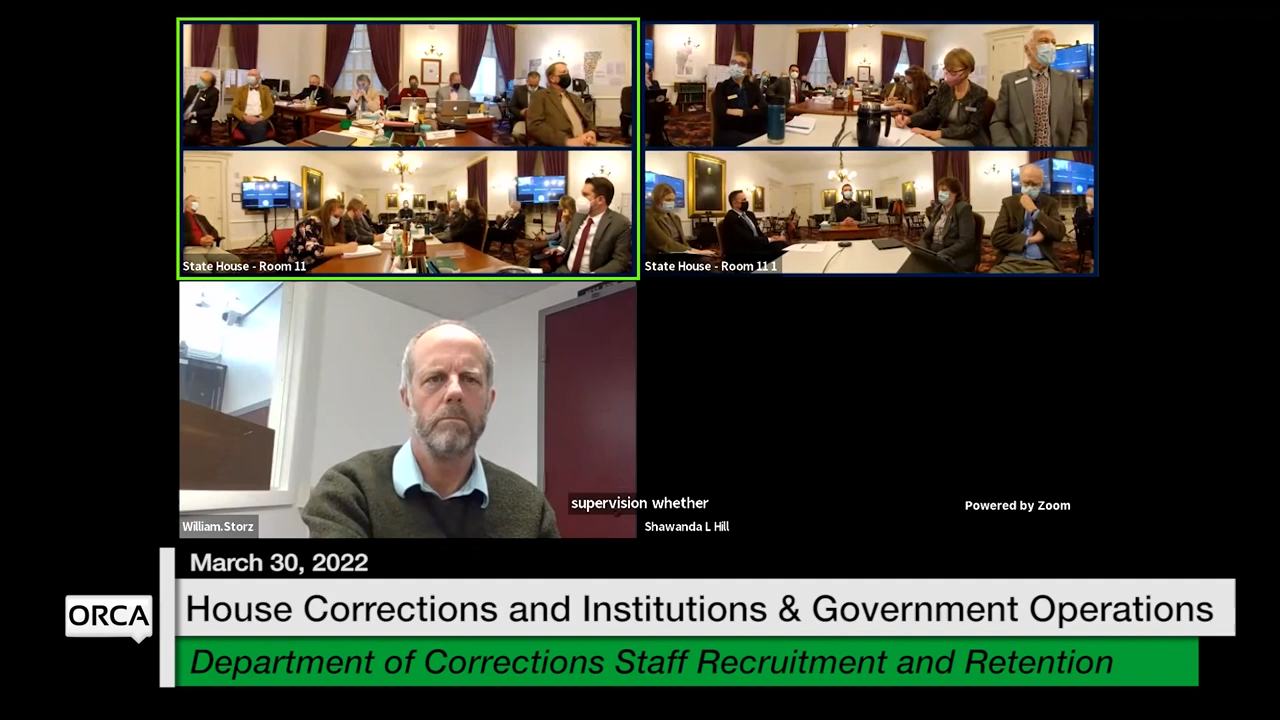 State House - Room 11
State House - Room 11 1
supervision whether
William.Storz
Shawanda L Hill
Powered by Zoom
March 30, 2022
ORCA
House Corrections and Institutions & Government Operations
Department of Corrections Staff Recruitment and Retention